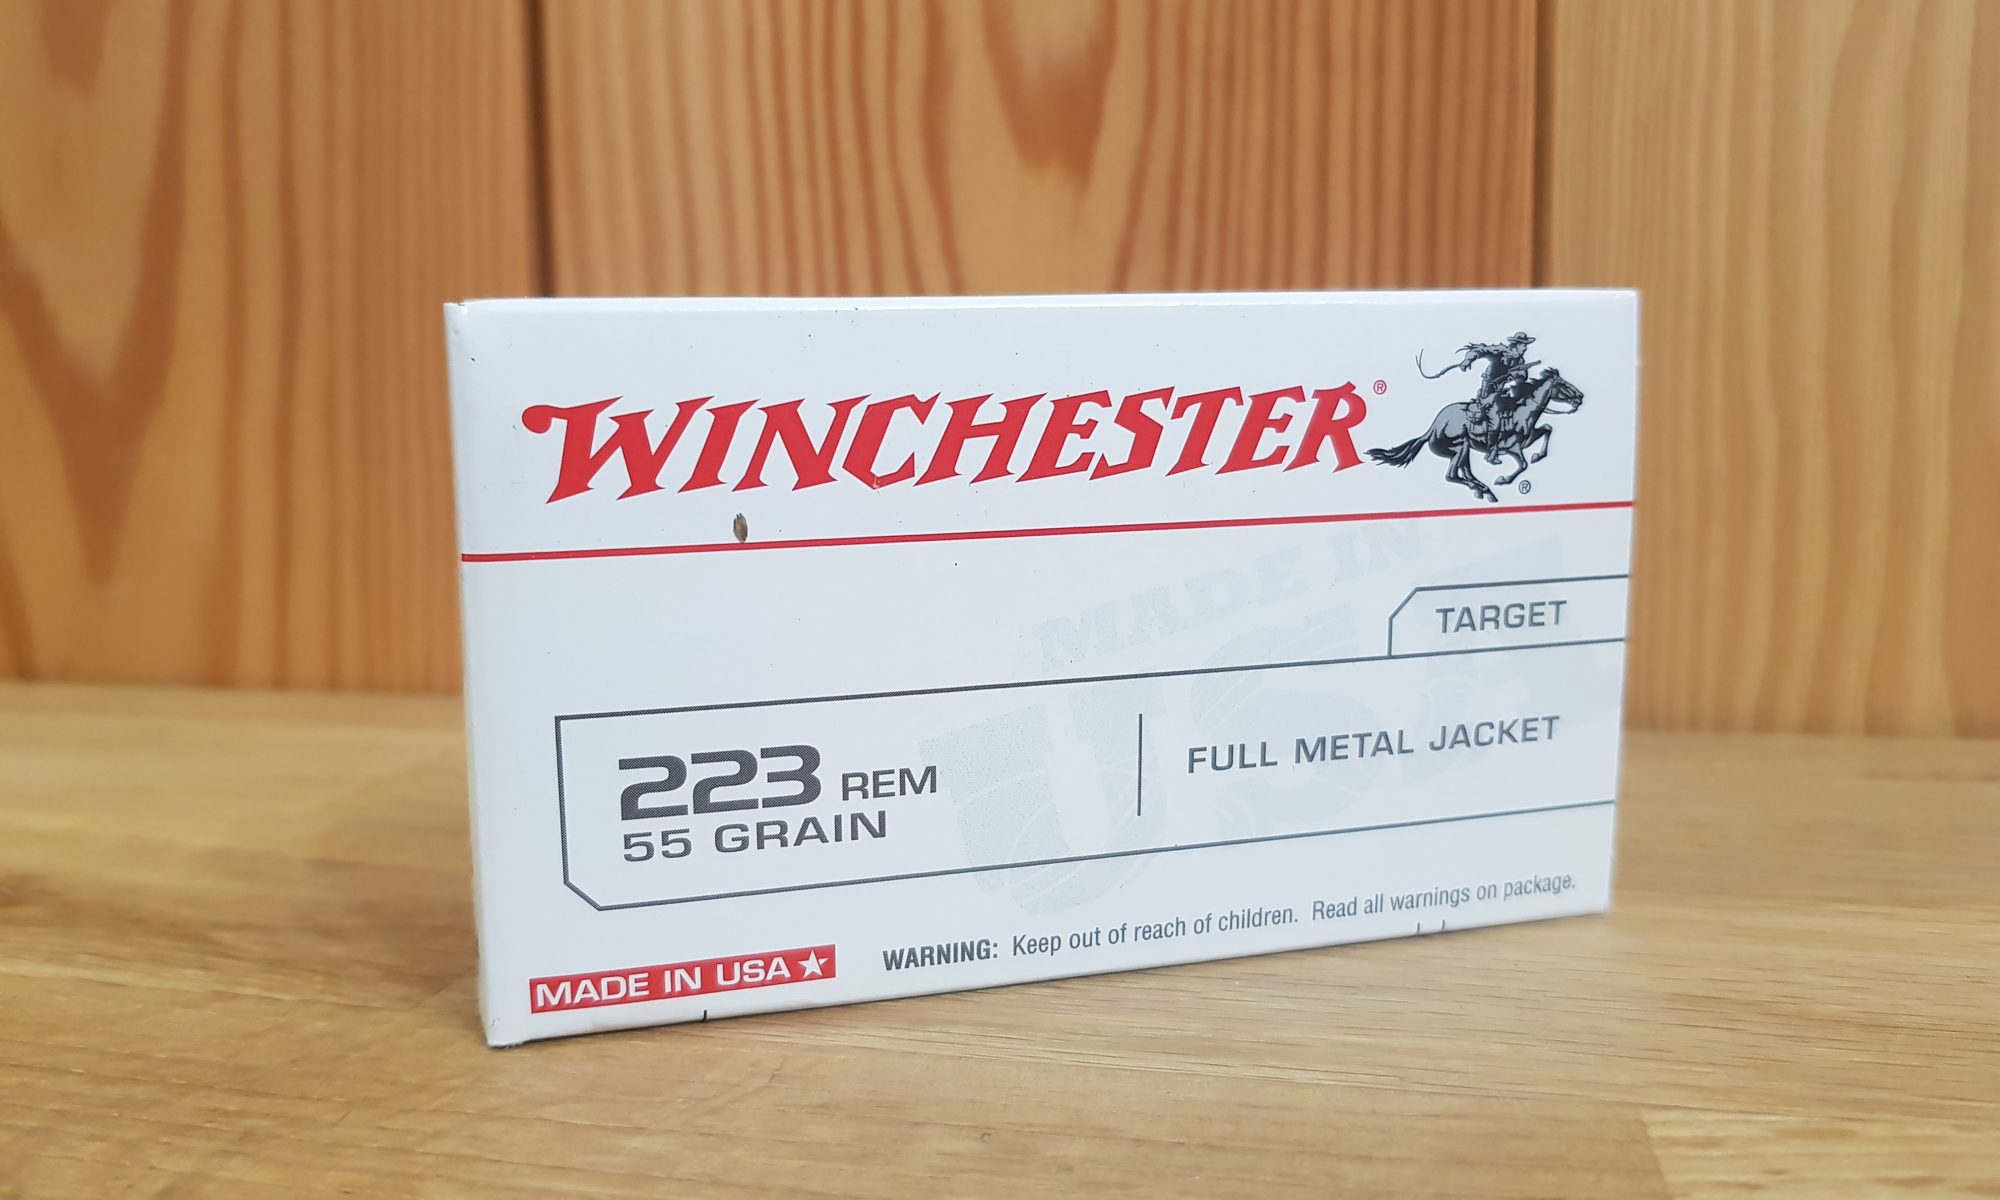 WINCHESTER®
®
MADE IN
USA
TARGET
223 REM
55 GRAIN
FULL METAL JACKET
MADE IN USA
WARNING: Keep out of reach of children. Read all warnings on package.